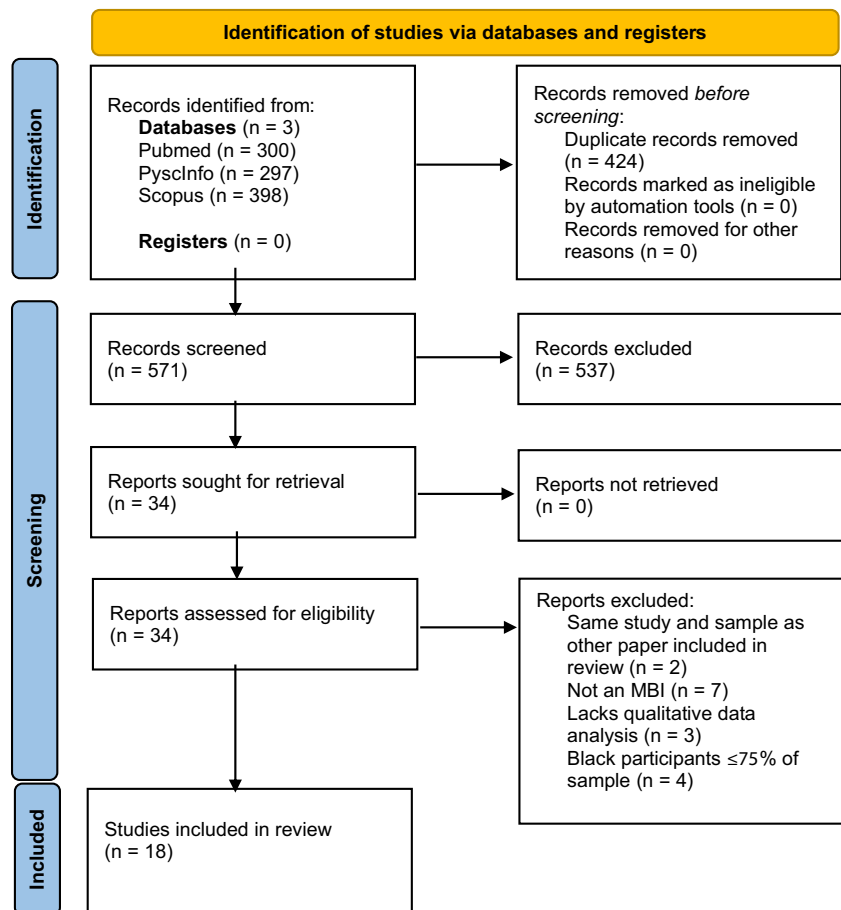 Identification of studies via databases and registers
Identification
Records identified from:
Databases (n = 3)
Pubmed (n = 300)
PyscInfo (n = 297)
Scopus (n = 398)
Registers (n = 0)
Records removed before
screening:
Duplicate records removed
(n = 424)
Records marked as ineligible
by automation tools (n = 0)
Records removed for other
reasons (n = 0)
Screening
Records screened
(n = 571)
Records excluded
(n = 537)
Reports sought for retrieval
(n = 34)
Reports not retrieved
(n = 0)
Reports assessed for eligibility
(n = 34)
Reports excluded:
Same study and sample as
other paper included in
review (n = 2)
Not an MBI (n = 7)
Lacks qualitative data
analysis (n = 3)
Black participants ≤75% of
sample (n = 4)
Included
Studies included in review
(n = 18)